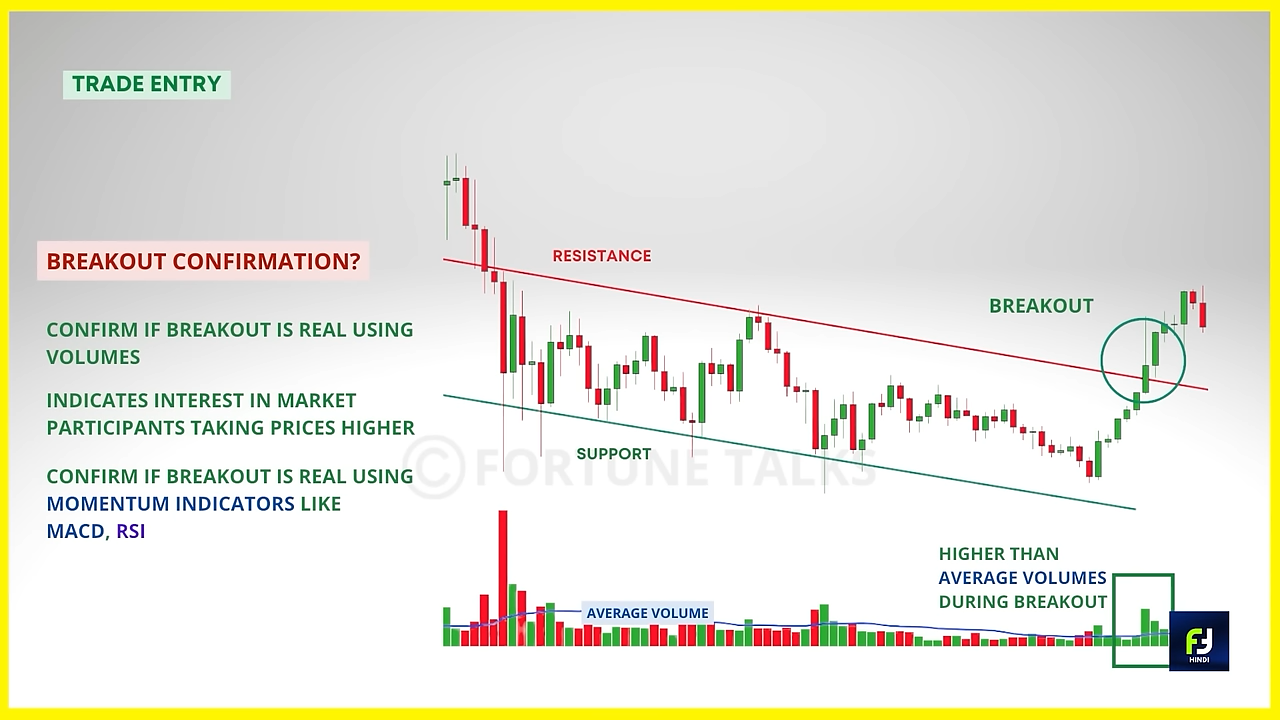 TRADE ENTRY
BREAKOUT CONFIRMATION?
CONFIRM IF BREAKOUT IS REAL USING
VOLUMES
INDICATES INTEREST IN MARKET
PARTICIPANTS TAKING PRICES HIGHER
CONFIRM IF BREAKOUT IS REAL USING
MOMENTUM INDICATORS LIKE
MACD, RSI
RESISTANCE
BREAKOUT
SUPPORT
© FORTUNE TALKS
AVERAGE VOLUME
HIGHER THAN
AVERAGE VOLUMES
DURING BREAKOUT
HINDI